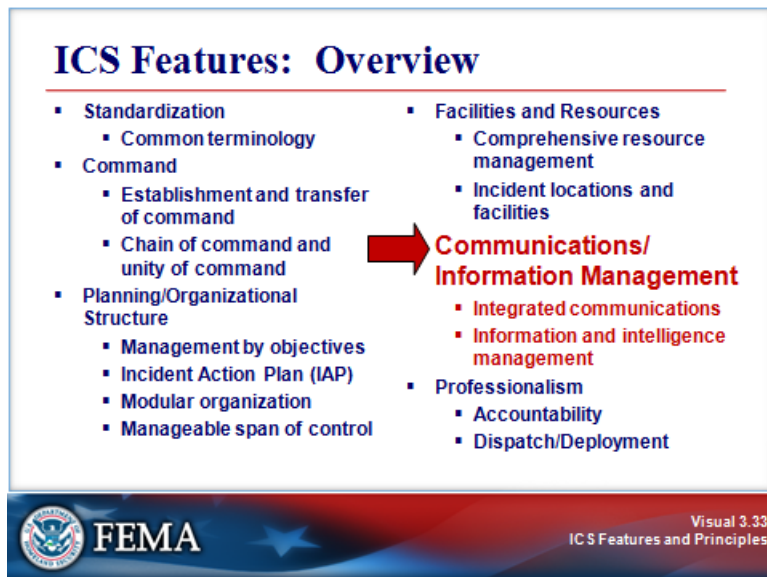 ICS Features: Overview
▪ Standardization
▪ Common terminology
▪ Command
▪ Establishment and transfer
of command
▪ Chain of command and
unity of command
▪ Planning/Organizational
Structure
▪ Management by objectives
▪ Incident Action Plan (IAP)
▪ Modular organization
▪ Manageable span of control
▪ Facilities and Resources
▪ Comprehensive resource
management
▪ Incident locations and
facilities
Communications/
Information Management
▪ Integrated communications
▪ Information and intelligence
management
▪ Professionalism
▪ Accountability
▪ Dispatch/Deployment
FEMA
Visual 3.33
ICS Features and Principles